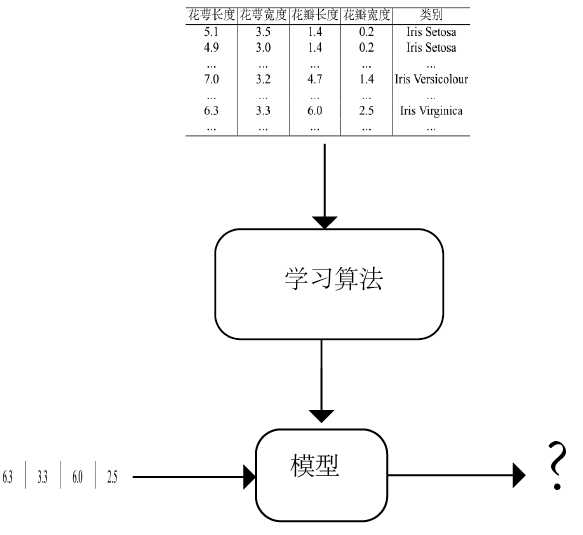 花萼长度 花萼宽度 花瓣长度 花瓣宽度 类别
5.1 3.5 1.4 0.2 Iris Setosa
4.9 3.0 1.4 0.2 Iris Setosa
... ... ... ... ...
7.0 3.2 4.7 1.4 Iris Versicolour
... ... ... ... ...
6.3 3.3 6.0 2.5 Iris Virginica
... ... ... ... ...
学习算法
模型
6.3 3.3 6.0 2.5 ?